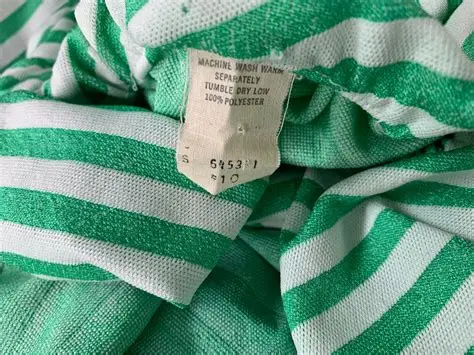 MACHINE WASH WARM
SEPARATELY
TUMBLE DRY LOW
100% POLYESTER
S